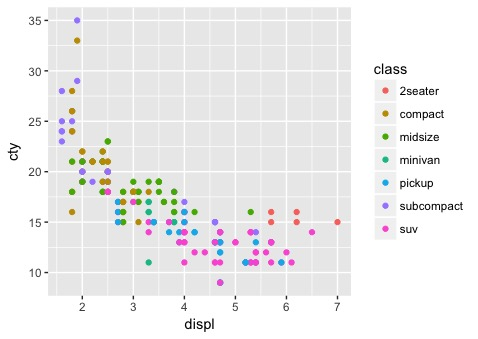 35
30
25
20
15
10
cty
2
3
4
5
6
7
displ
class
2seater
compact
midsize
minivan
pickup
subcompact
suv